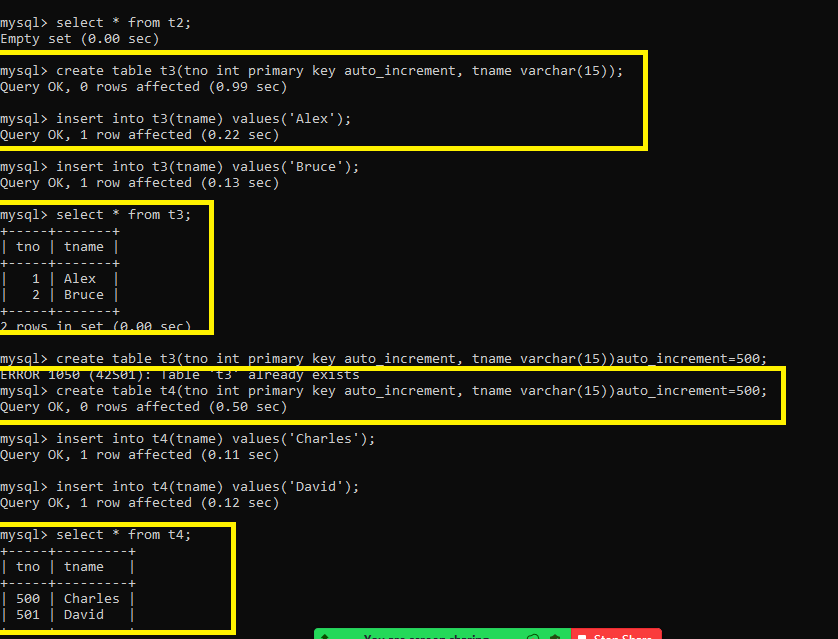 mysql> select * from t2;
Empty set (0.00 sec)
mysql> create table t3(tno int primary key auto_increment, tname varchar(15));
Query OK, 0 rows affected (0.99 sec)
mysql> insert into t3(tname) values('Alex');
Query OK, 1 row affected (0.22 sec)
mysql> insert into t3(tname) values('Bruce');
Query OK, 1 row affected (0.13 sec)
mysql> select * from t3;
+-----+-------+
| tno | tname |
+-----+-------+
|   1 | Alex  |
|   2 | Bruce |
+-----+-------+
2 rows in set (0.00 sec)
mysql> create table t3(tno int primary key auto_increment, tname varchar(15))auto_increment=500;
ERROR 1050 (42S01): Table 't3' already exists
mysql> create table t4(tno int primary key auto_increment, tname varchar(15))auto_increment=500;
Query OK, 0 rows affected (0.50 sec)
mysql> insert into t4(tname) values('Charles');
Query OK, 1 row affected (0.11 sec)
mysql> insert into t4(tname) values('David');
Query OK, 1 row affected (0.12 sec)
mysql> select * from t4;
+-----+---------+
| tno | tname   |
+-----+---------+
| 500 | Charles |
| 501 | David   |
You are screen sharing
Stop Share